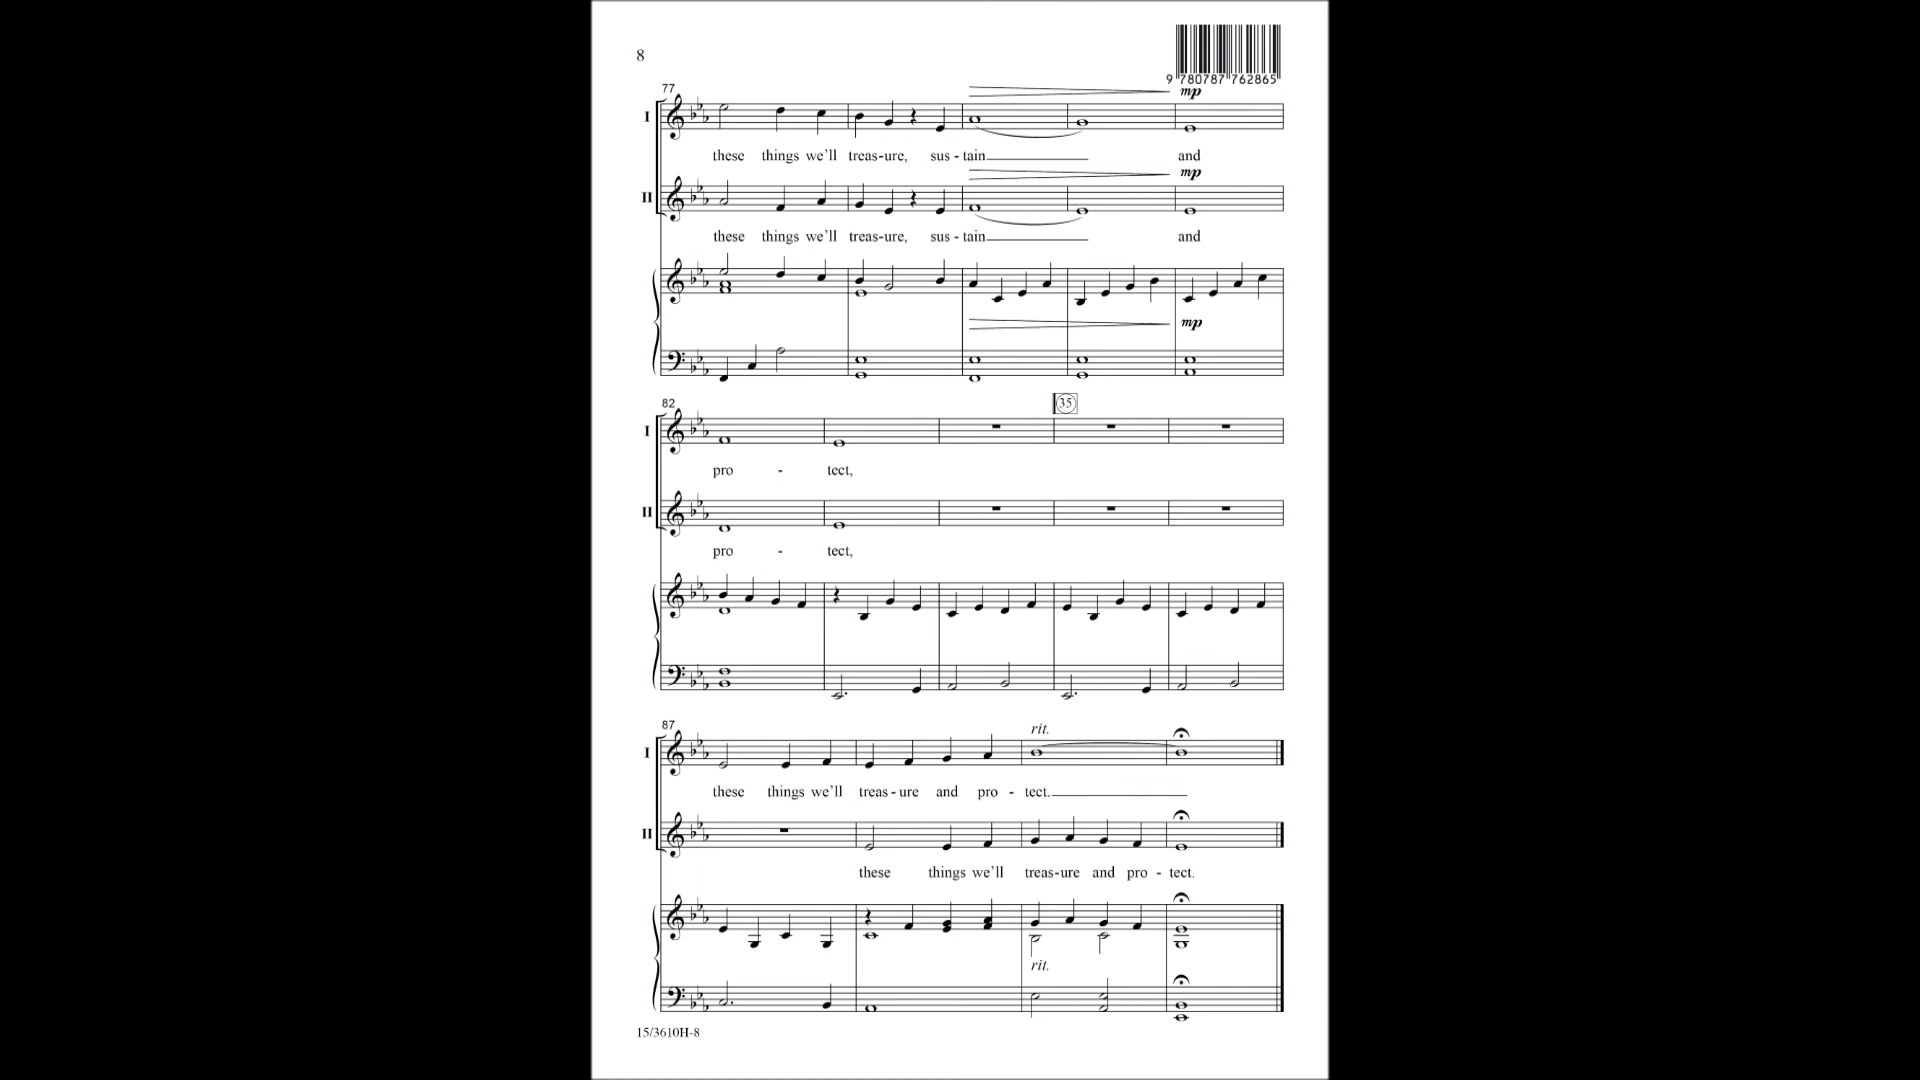 8
9 780787 762865
77
mp
I
these things we'll treas-ure, sus - tain and
mp
II
these things we'll treas-ure, sus - tain and
mp
82
35
I
pro - tect,
II
pro - tect,
87
rit.
I
these things we'll treas - ure and pro - tect.
II
these things we'll treas-ure and pro - tect.
rit.
15/3610H-8